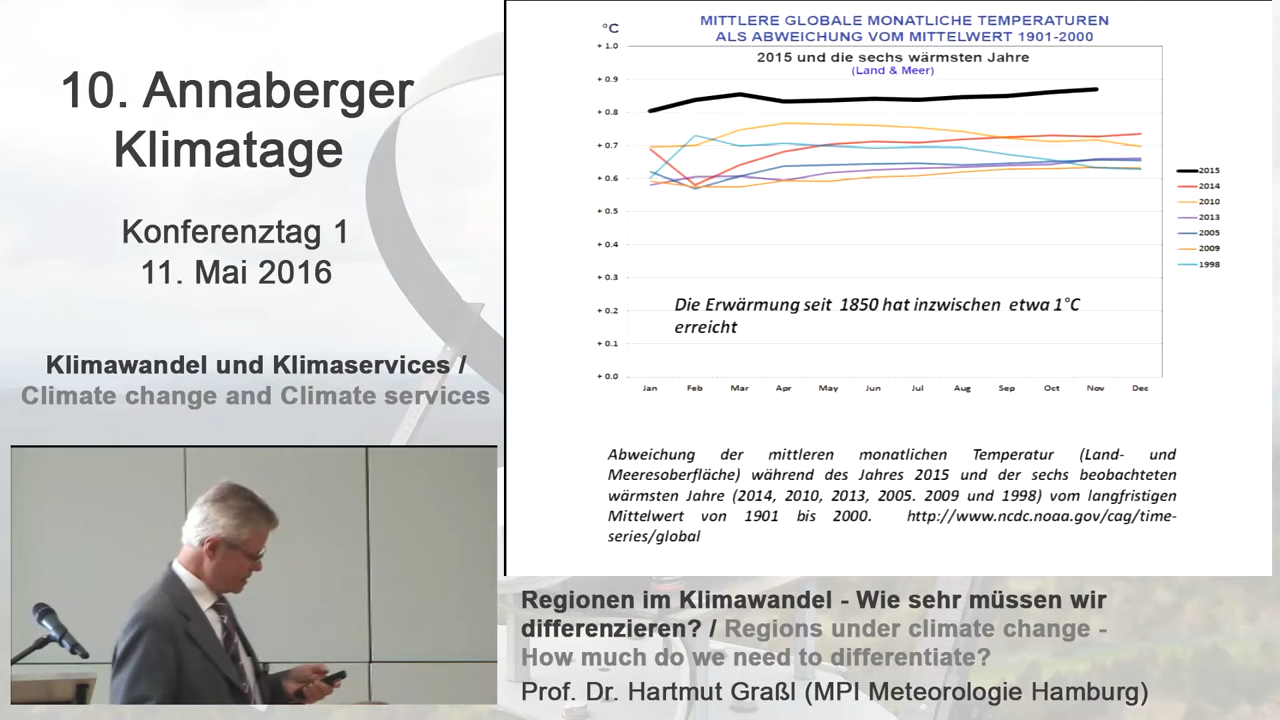 10. Annaberger
Klimatage
Konferenztag 1
11. Mai 2016
Klimawandel und Klimaservices /
Climate change and Climate services
MITTLERE GLOBALE MONATLICHE TEMPERATUREN
ALS ABWEICHUNG VOM MITTELWERT 1901-2000
°C
2015 und die sechs wärmsten Jahre
(Land & Meer)
+ 1.0
+ 0.9
+ 0.8
+ 0.7
+ 0.6
+ 0.5
+ 0.4
+ 0.3
+ 0.2
+ 0.1
+ 0.0
Jan Feb Mar Apr May Jun Jul Aug Sep Oct Nov Dec
2015
2014
2010
2013
2005
2009
1998
Die Erwärmung seit 1850 hat inzwischen etwa 1°C
erreicht
Abweichung der mittleren monatlichen Temperatur (Land- und
Meeresoberfläche) während des Jahres 2015 und der sechs beobachteten
wärmsten Jahre (2014, 2010, 2013, 2005. 2009 und 1998) vom langfristigen
Mittelwert von 1901 bis 2000. http://www.ncdc.noaa.gov/cag/time-
series/global
Regionen im Klimawandel - Wie sehr müssen wir
differenzieren? / Regions under climate change -
How much do we need to differentiate?
Prof. Dr. Hartmut Graßl (MPI Meteorologie Hamburg)